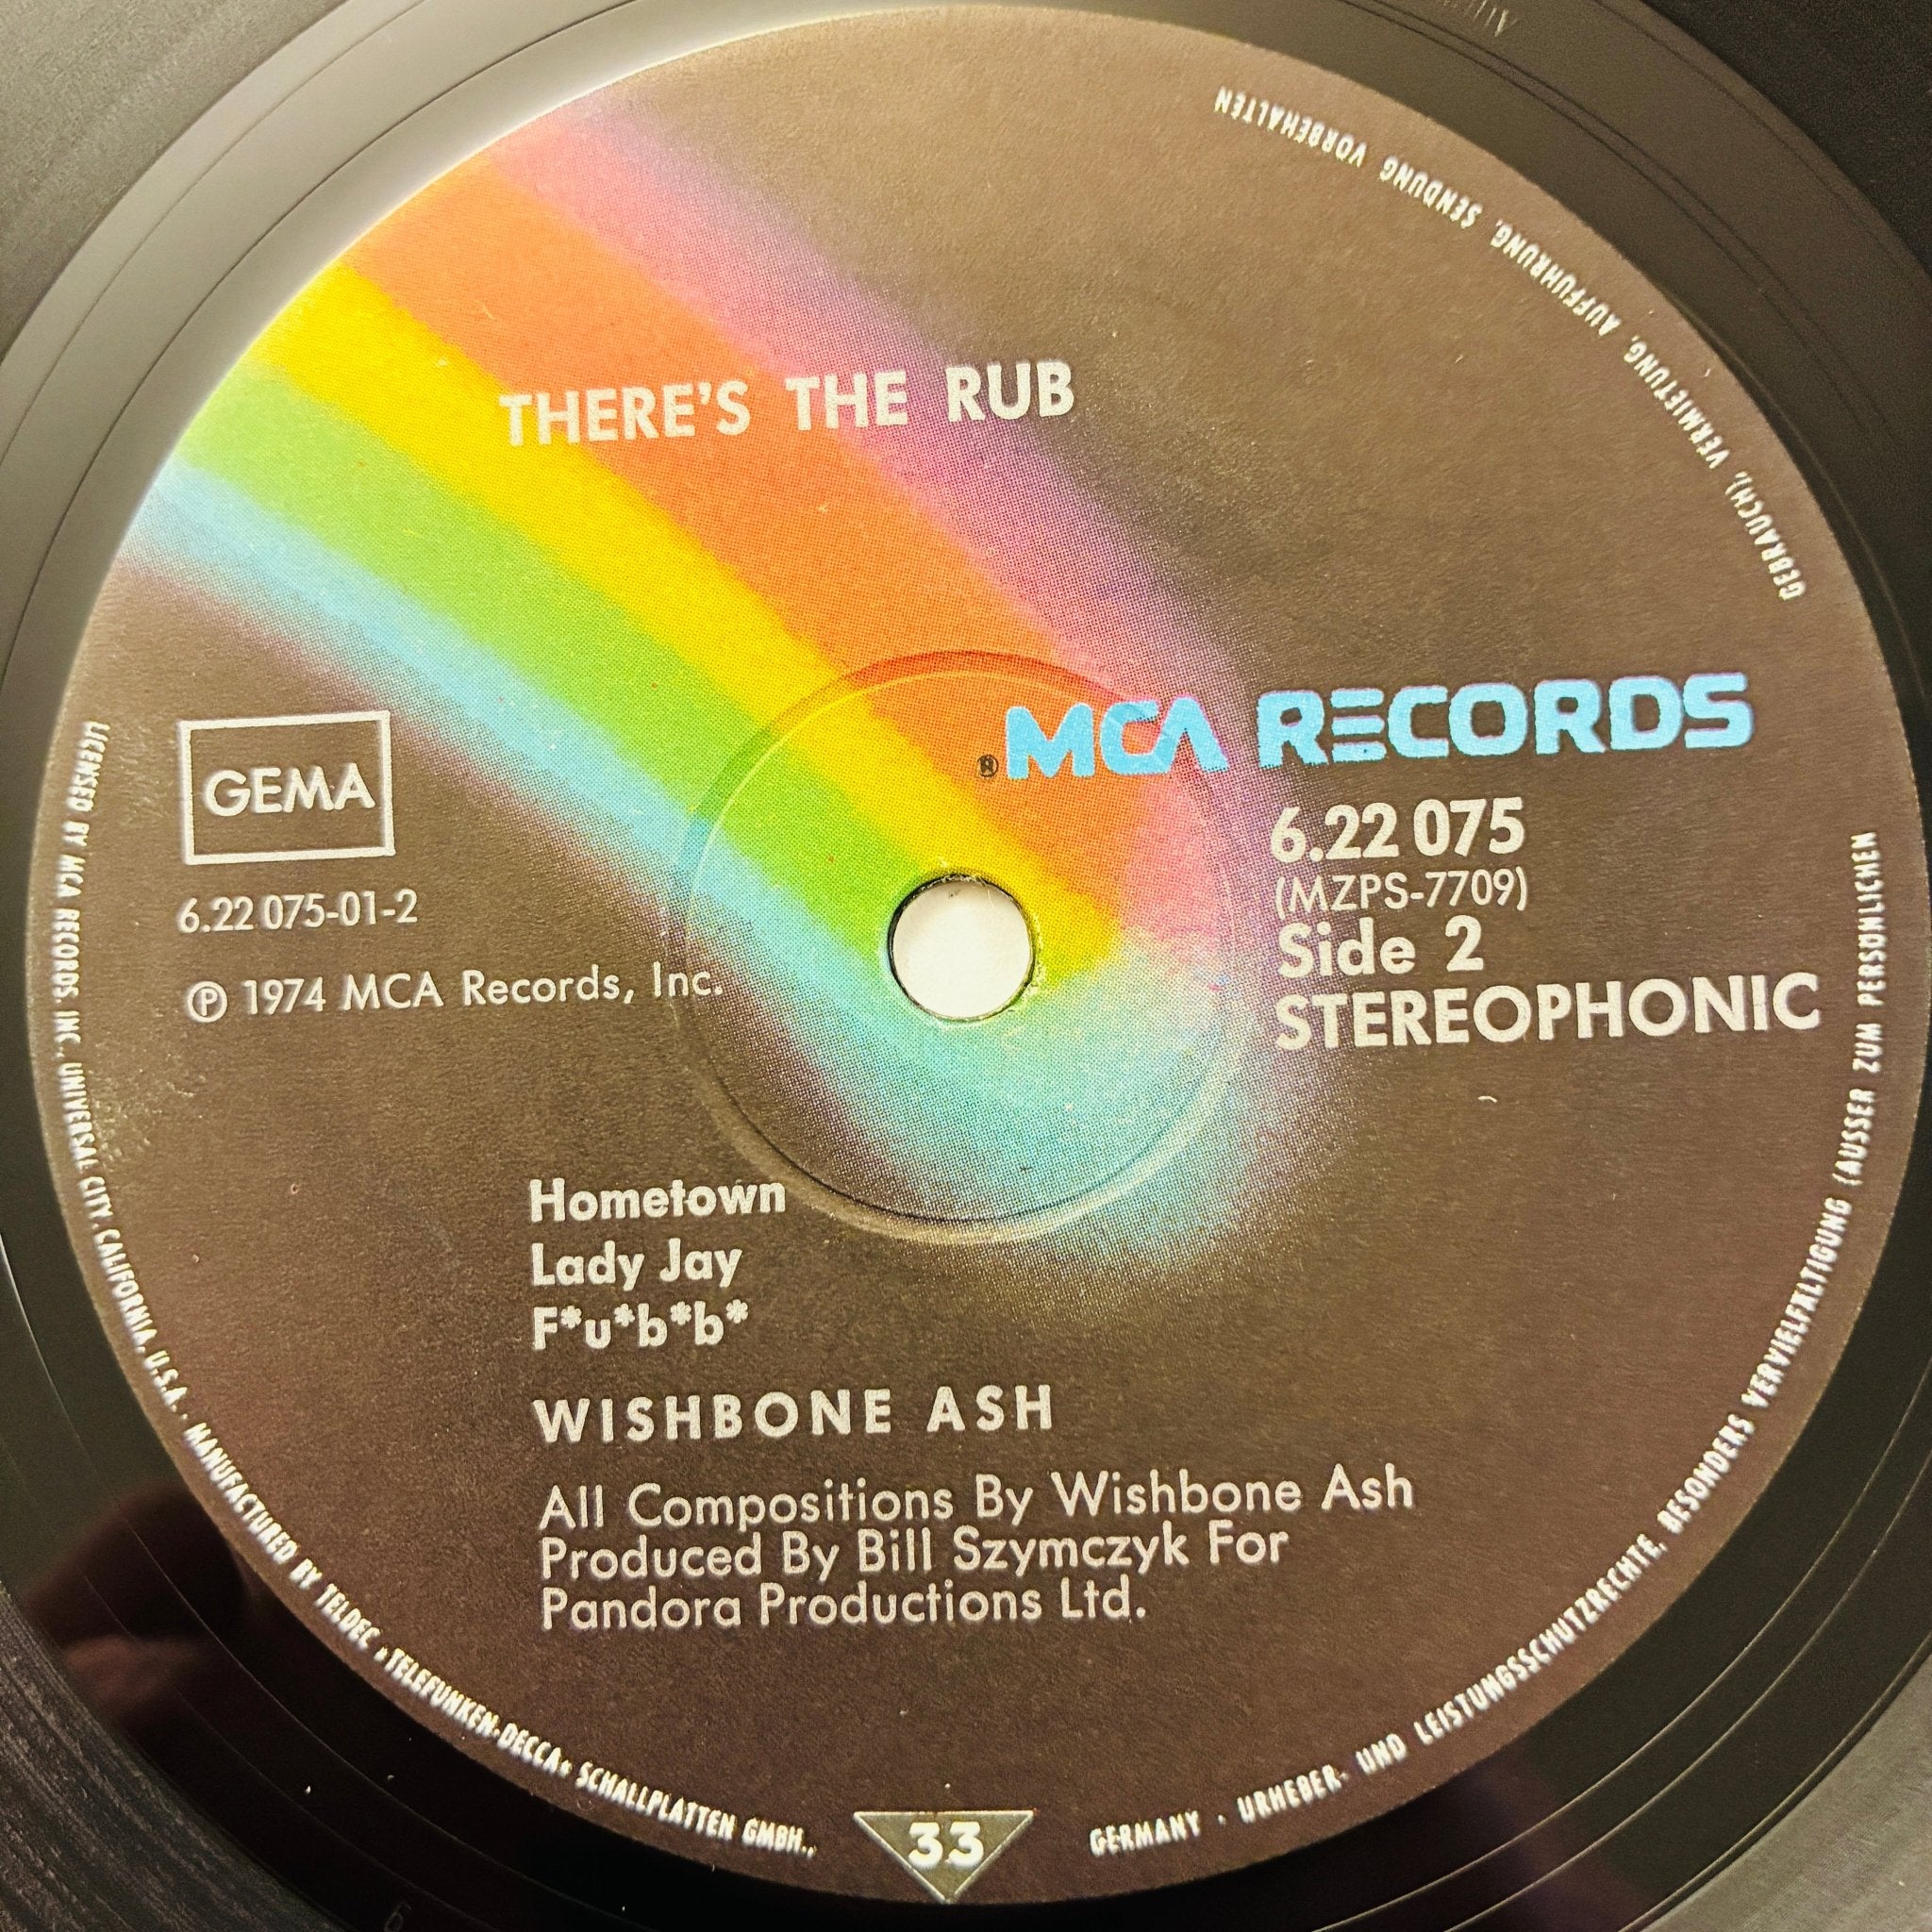 THERE'S THE RUB
® MCA RECORDS
GEMA
6.22 075-01-2
Ⓟ 1974 MCA Records, Inc.
6.22 075
(MZPS-7709)
Side 2
STEREOPHONIC
Hometown
Lady Jay
F*u*b*b*
WISHBONE ASH
All Compositions By Wishbone Ash
Produced By Bill Szymczyk For
Pandora Productions Ltd.
33
LICENSED BY MCA RECORDS, INC., UNIVERSAL CITY, CALIFORNIA, U.S.A. · MANUFACTURED BY TELDEC »TELEFUNKEN-DECCA« SCHALLPLATTEN GMBH., GERMANY · URHEBER- UND LEISTUNGSSCHUTZRECHTE, BESONDERS VERVIELFÄLTIGUNG (AUSSER ZUM PERSÖNLICHEN GEBRAUCH), VERMIETUNG, AUFFÜHRUNG, SENDUNG VORBEHALTEN